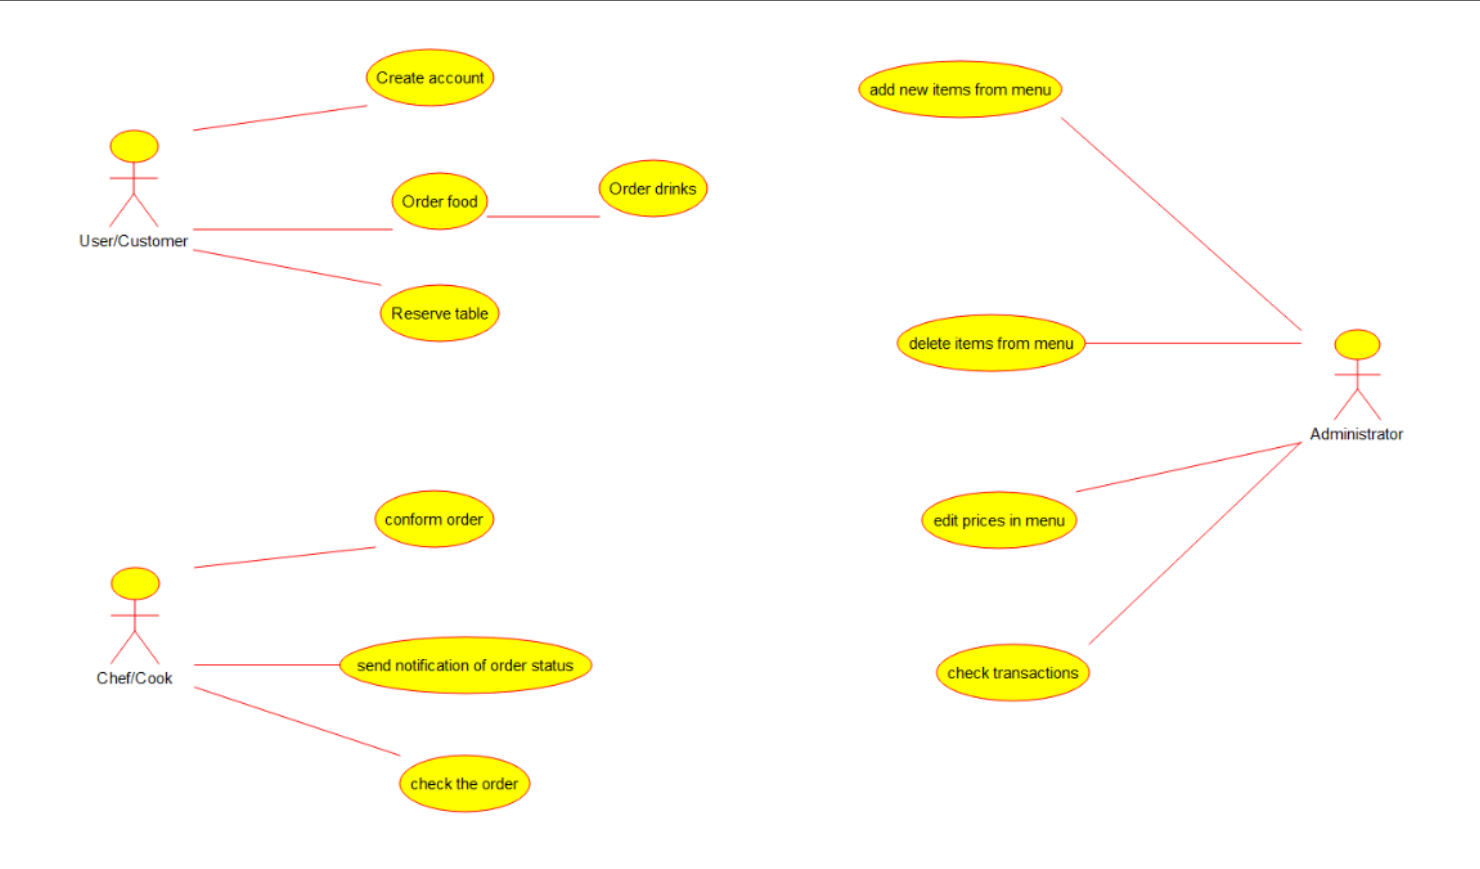 Create account
Order food
Order drinks
User/Customer
Reserve table
add new items from menu
delete items from menu
Administrator
edit prices in menu
check transactions
conform order
send notification of order status
Chef/Cook
check the order